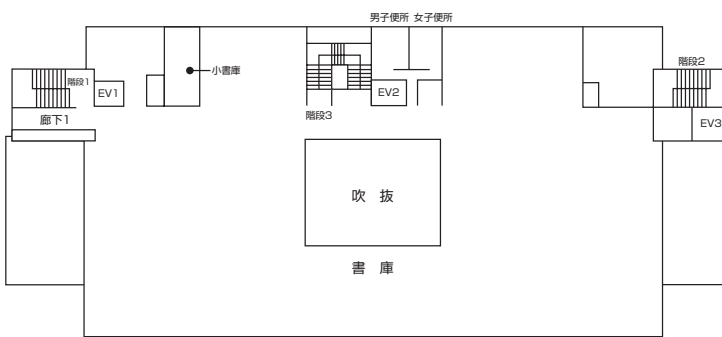 男子便所 女子便所
階段2
階段1
小書庫
EV1
EV2
階段3
廊下1
EV3
吹 抜
書 庫